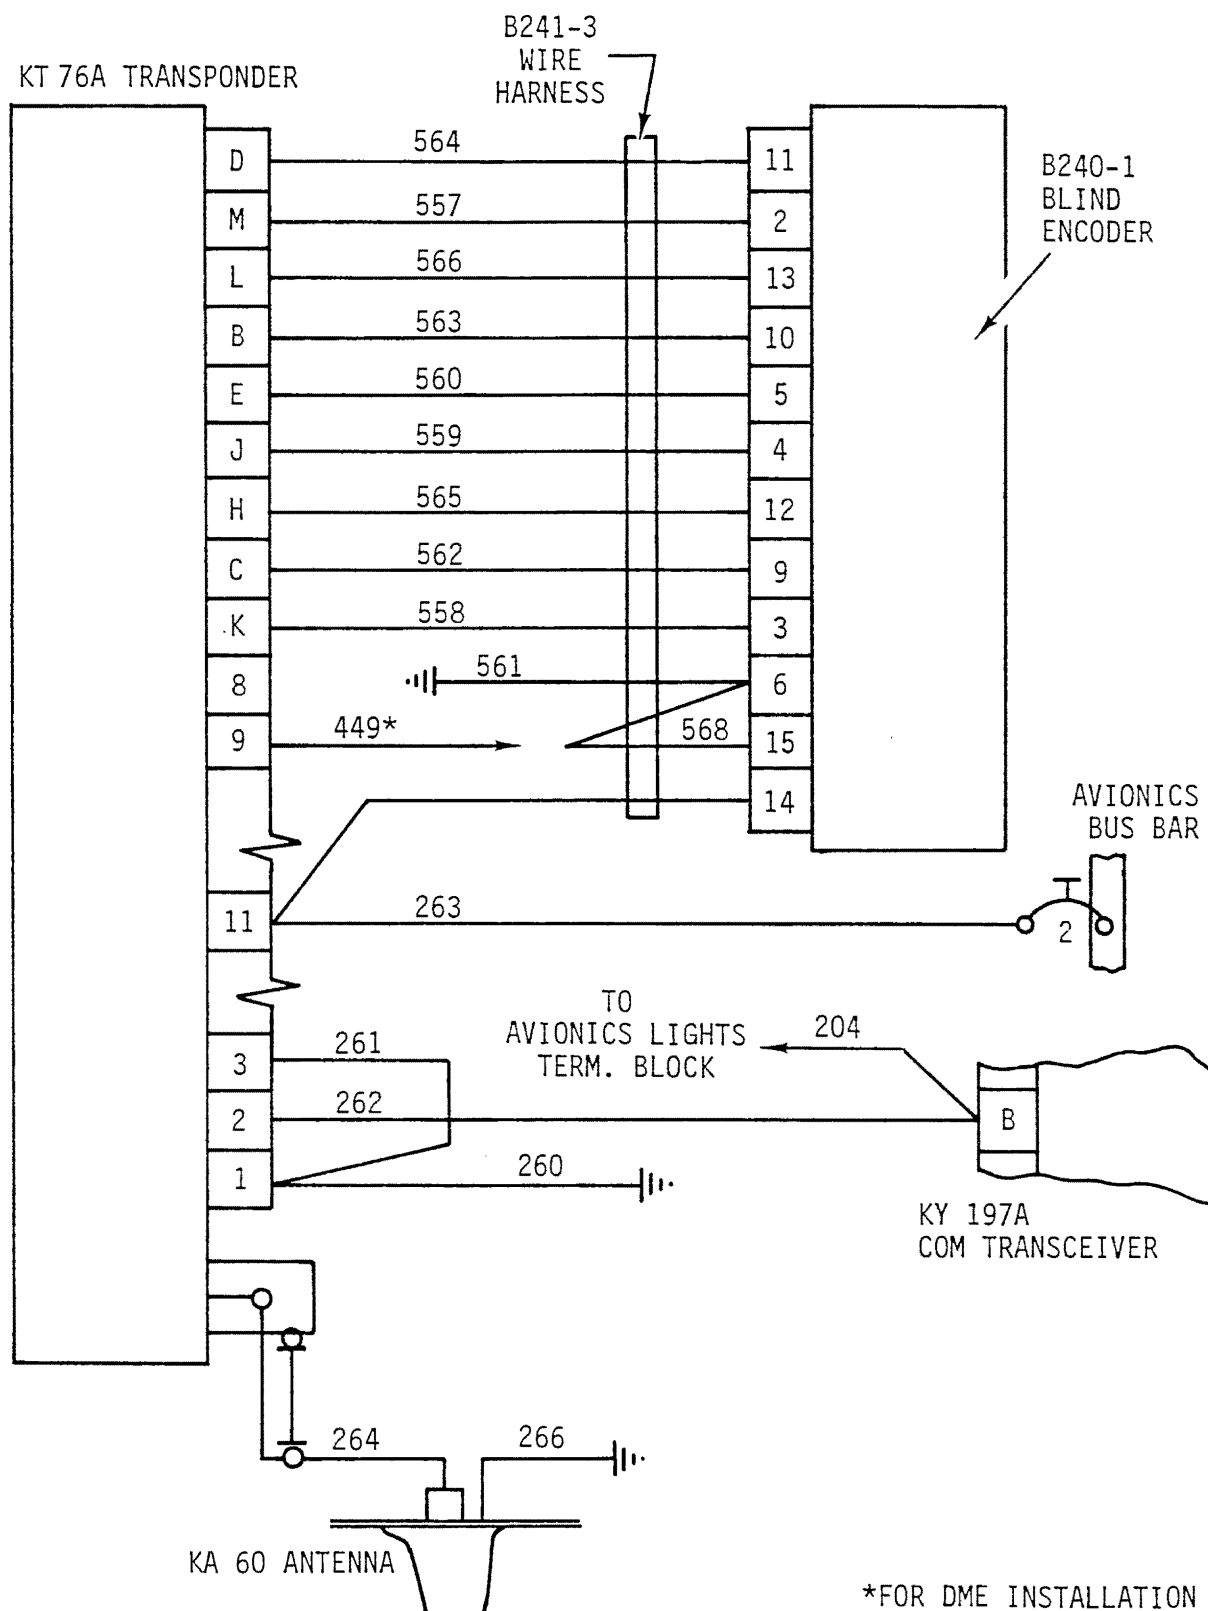 B241-3
WIRE
HARNESS
KT 76A TRANSPONDER
D 564 11
M 557 2
L 566 13
B 563 10
E 560 5
J 559 4
H 565 12
C 562 9
K 558 3
8 561 6
9 449* 568 15
14
B240-1
BLIND
ENCODER
AVIONICS
BUS BAR
11 263 2
TO
AVIONICS LIGHTS
TERM. BLOCK
204
3 261
2 262 B
1 260
KY 197A
COM TRANSCEIVER
264 266
KA 60 ANTENNA
*FOR DME INSTALLATION